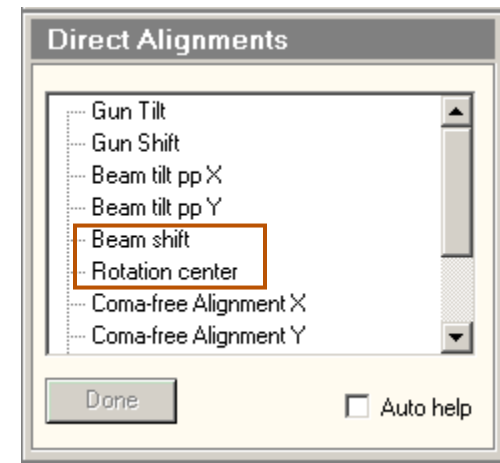 Direct Alignments
Gun Tilt
Gun Shift
Beam tilt pp X
Beam tilt pp Y
Beam shift
Rotation center
Coma-free Alignment X
Coma-free Alignment Y
Done
Auto help